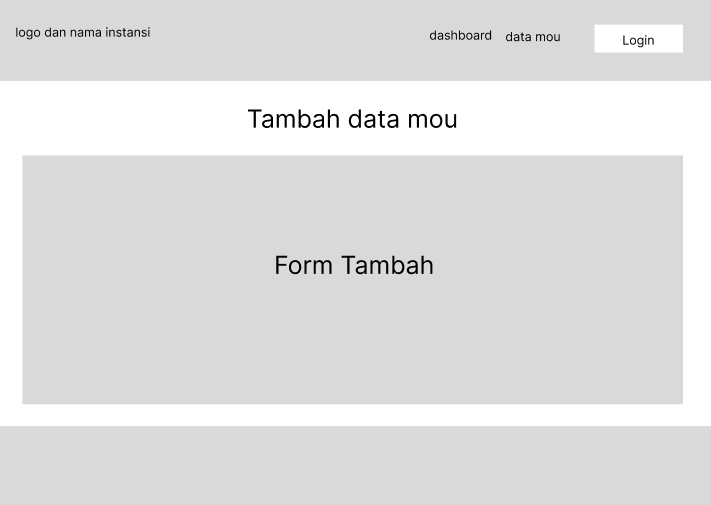 logo dan nama instansi
dashboard
data mou
Login
Tambah data mou
Form Tambah